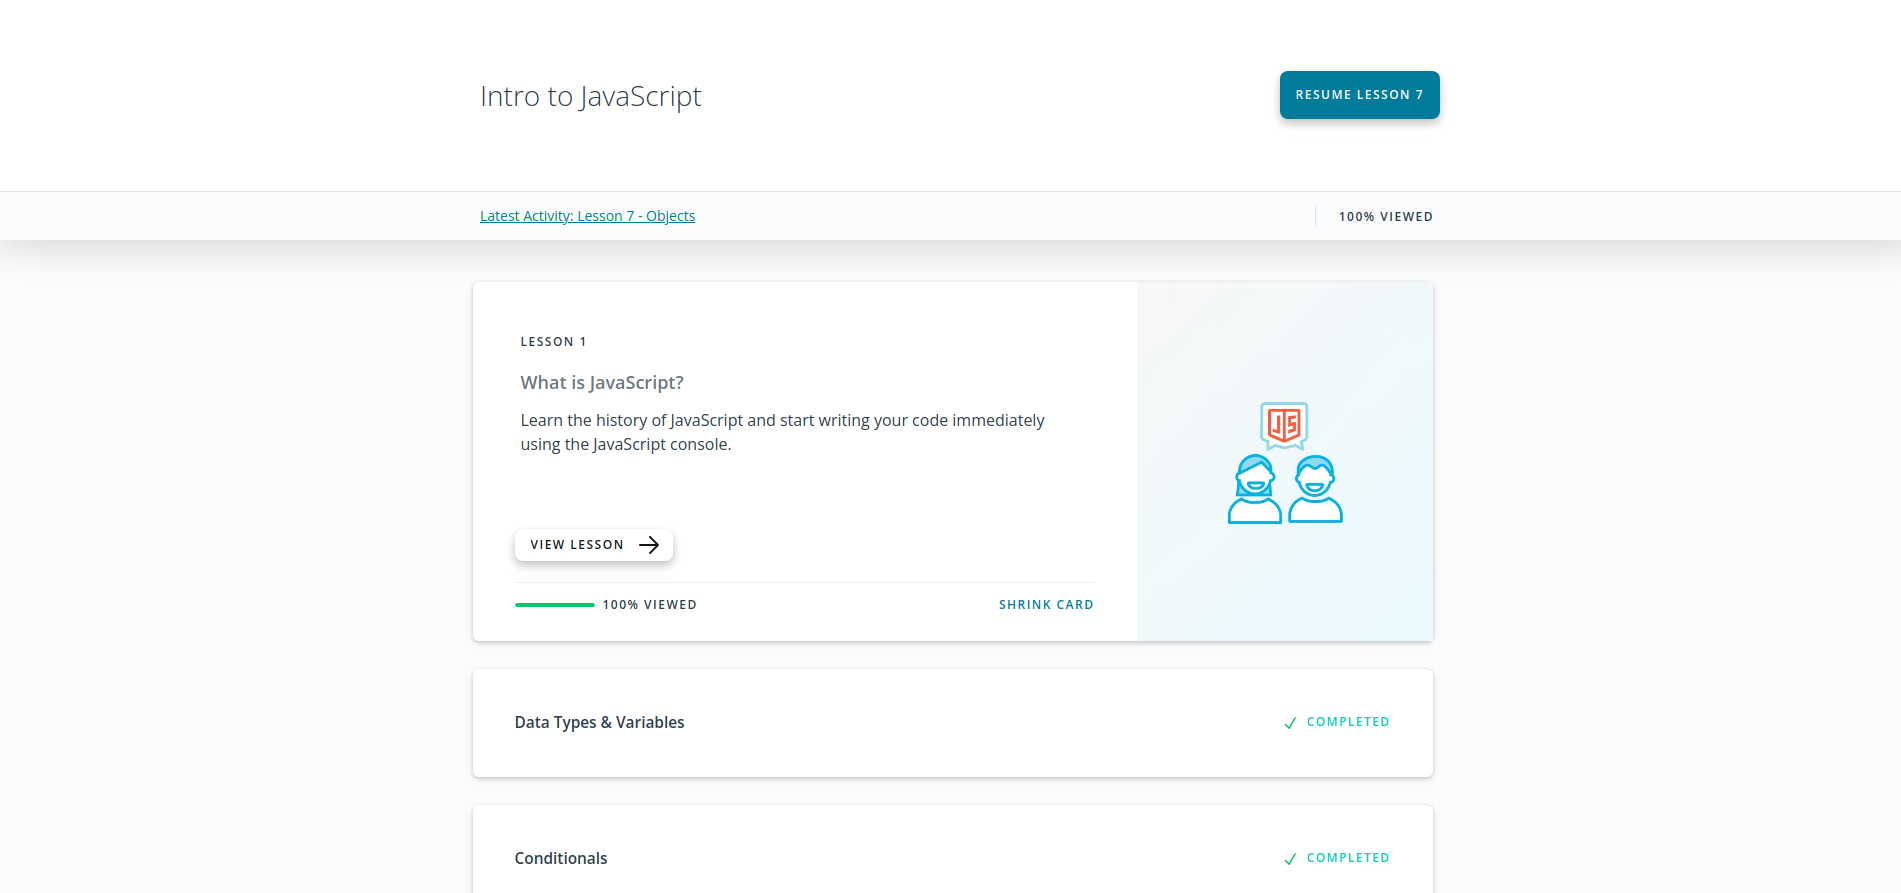 Intro to JavaScript
RESUME LESSON 7
Latest Activity: Lesson 7 - Objects
100% VIEWED
LESSON 1
What is JavaScript?
Learn the history of JavaScript and start writing your code immediately
using the JavaScript console.
JS
VIEW LESSON
100% VIEWED
SHRINK CARD
Data Types & Variables
COMPLETED
Conditionals
COMPLETED